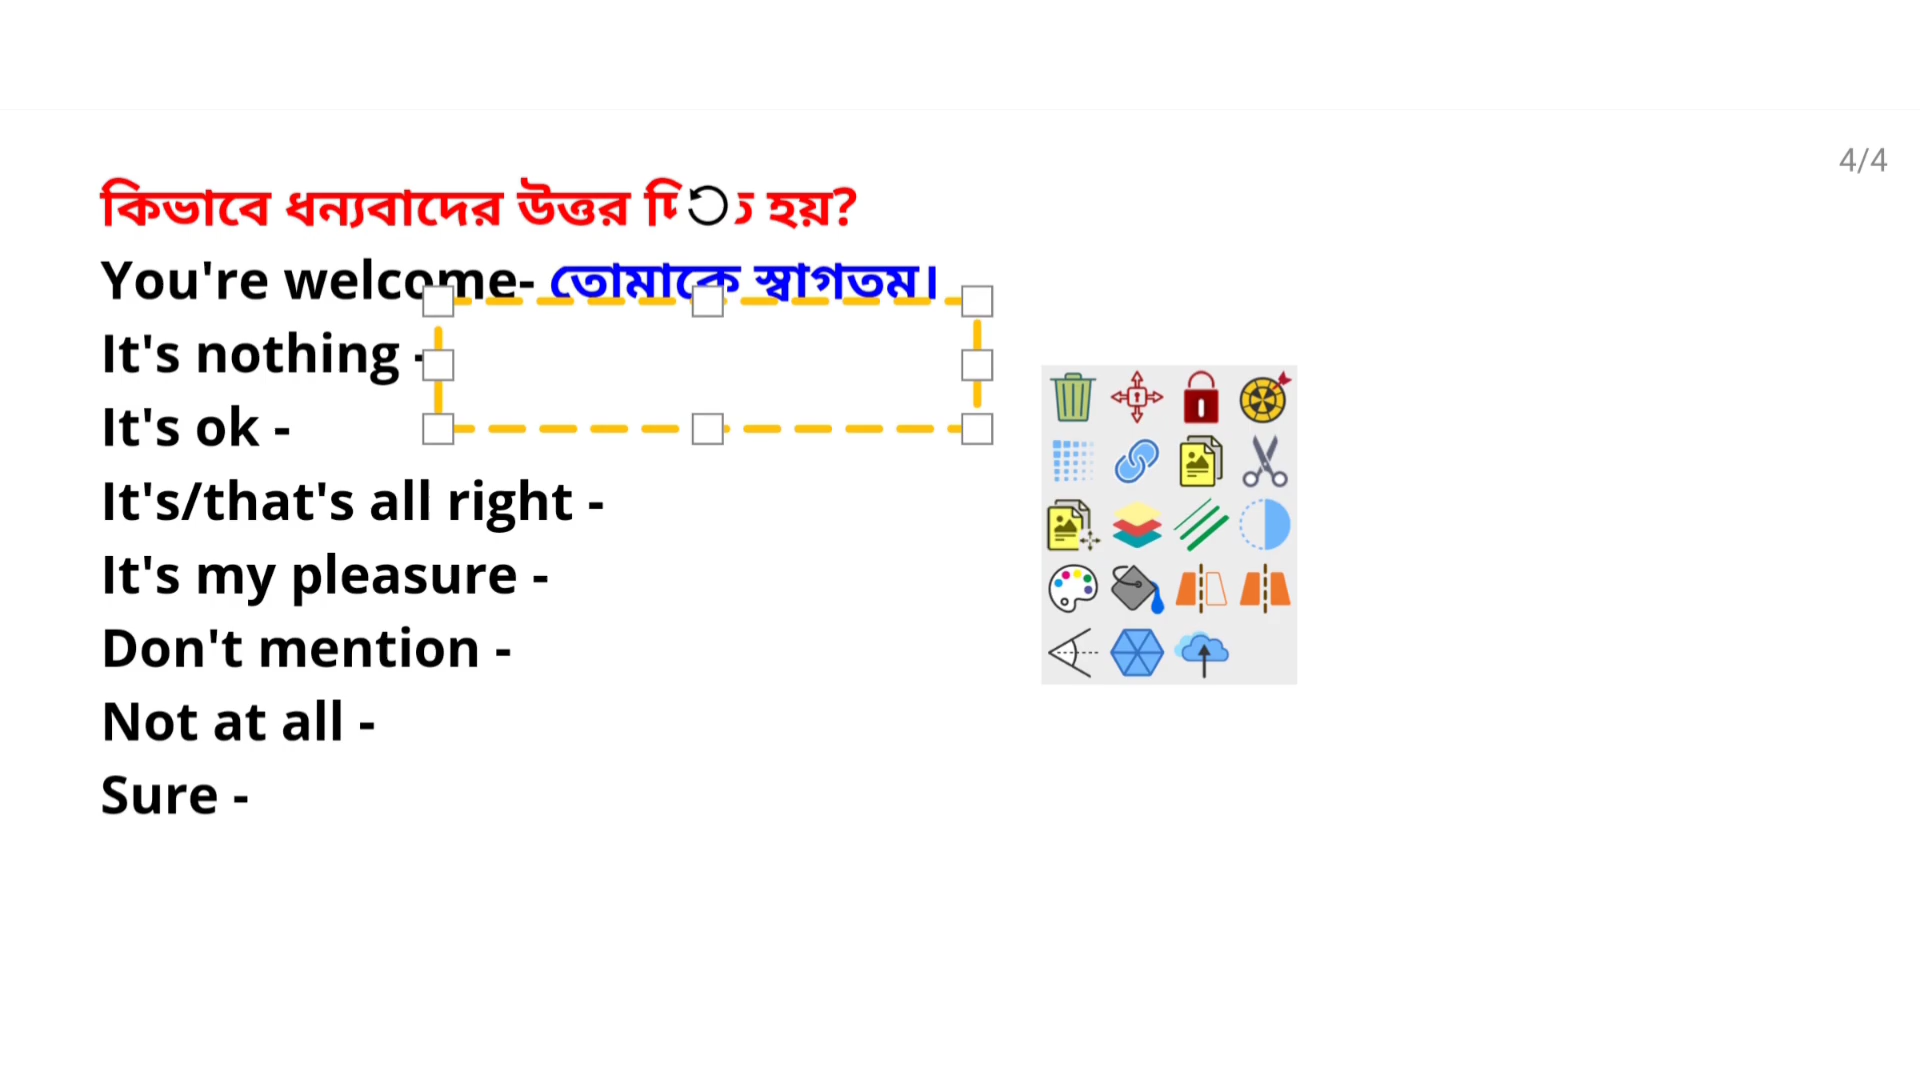 4/4
কিভাবে ধন্যবাদের উত্তর হয়?
You're welcome- তোমাকে স্বাগতম।
It's nothing -
It's ok -
It's/that's all right -
It's my pleasure -
Don't mention -
Not at all -
Sure -